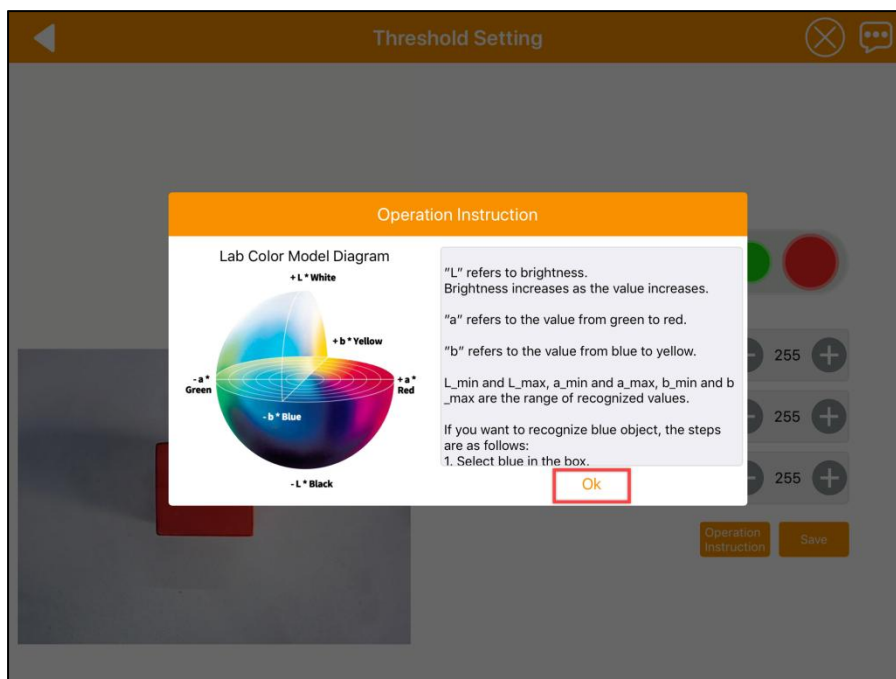 Threshold Setting
Operation Instruction
Lab Color Model Diagram
+ L * White
+ b * Yellow
- a *
Green
+ a *
Red
- b * Blue
- L * Black
"L" refers to brightness.
Brightness increases as the value increases.
"a" refers to the value from green to red.
"b" refers to the value from blue to yellow.
L_min and L_max, a_min and a_max, b_min and b
_max are the range of recognized values.
If you want to recognize blue object, the steps
are as follows:
1. Select blue in the box.
Ok
255
255
255
Operation
Instruction
Save